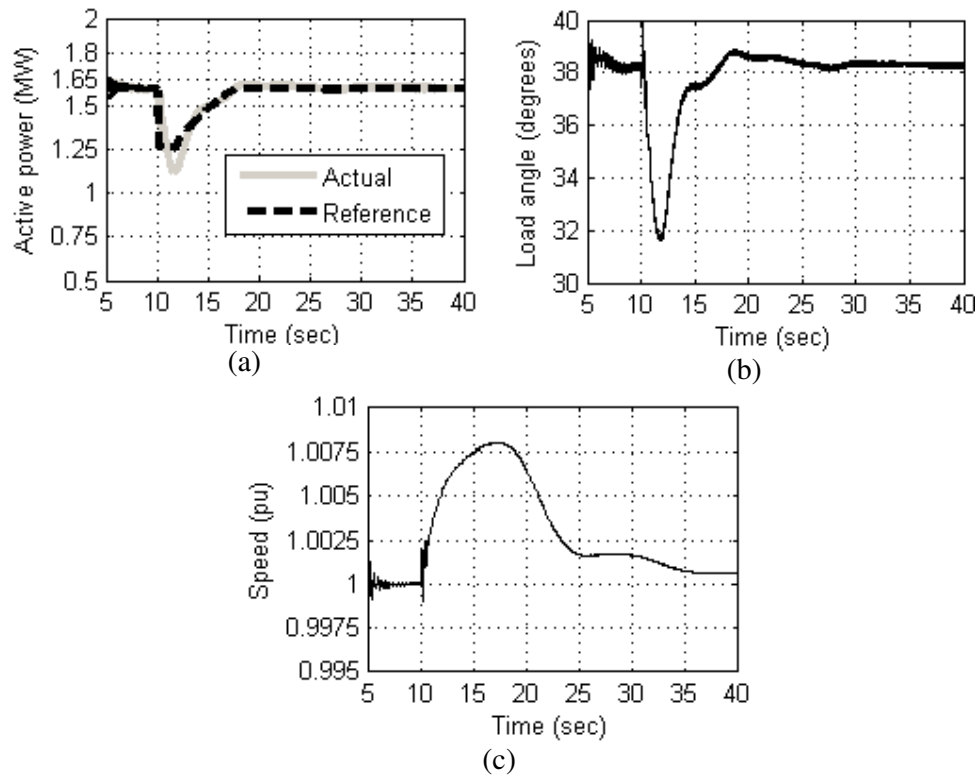 2
1.8
1.65
1.5
1.25
1
0.75
0.5
Active power (MW)
Actual
Reference
5 10 15 20 25 30 35 40
Time (sec)
(a)
40
38
36
34
32
30
Load angle (degrees)
5 10 15 20 25 30 35 40
Time (sec)
(b)
1.01
1.0075
1.005
1.0025
1
0.9975
0.995
Speed (pu)
5 10 15 20 25 30 35 40
Time (sec)
(c)